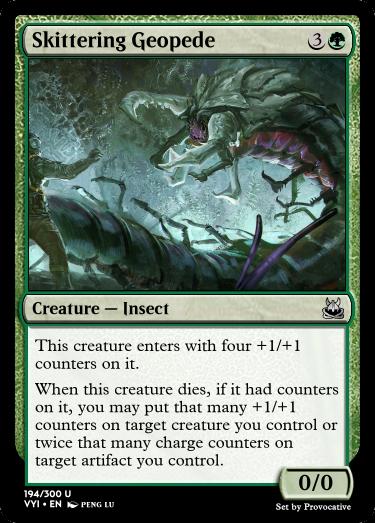 Skittering Geopede 3
Creature — Insect
This creature enters with four +1/+1
counters on it.
When this creature dies, if it had counters
on it, you may put that many +1/+1
counters on target creature you control or
twice that many charge counters on
target artifact you control.
0/0
194/300 U
VYI • EN PENG LU
Set by Provocative